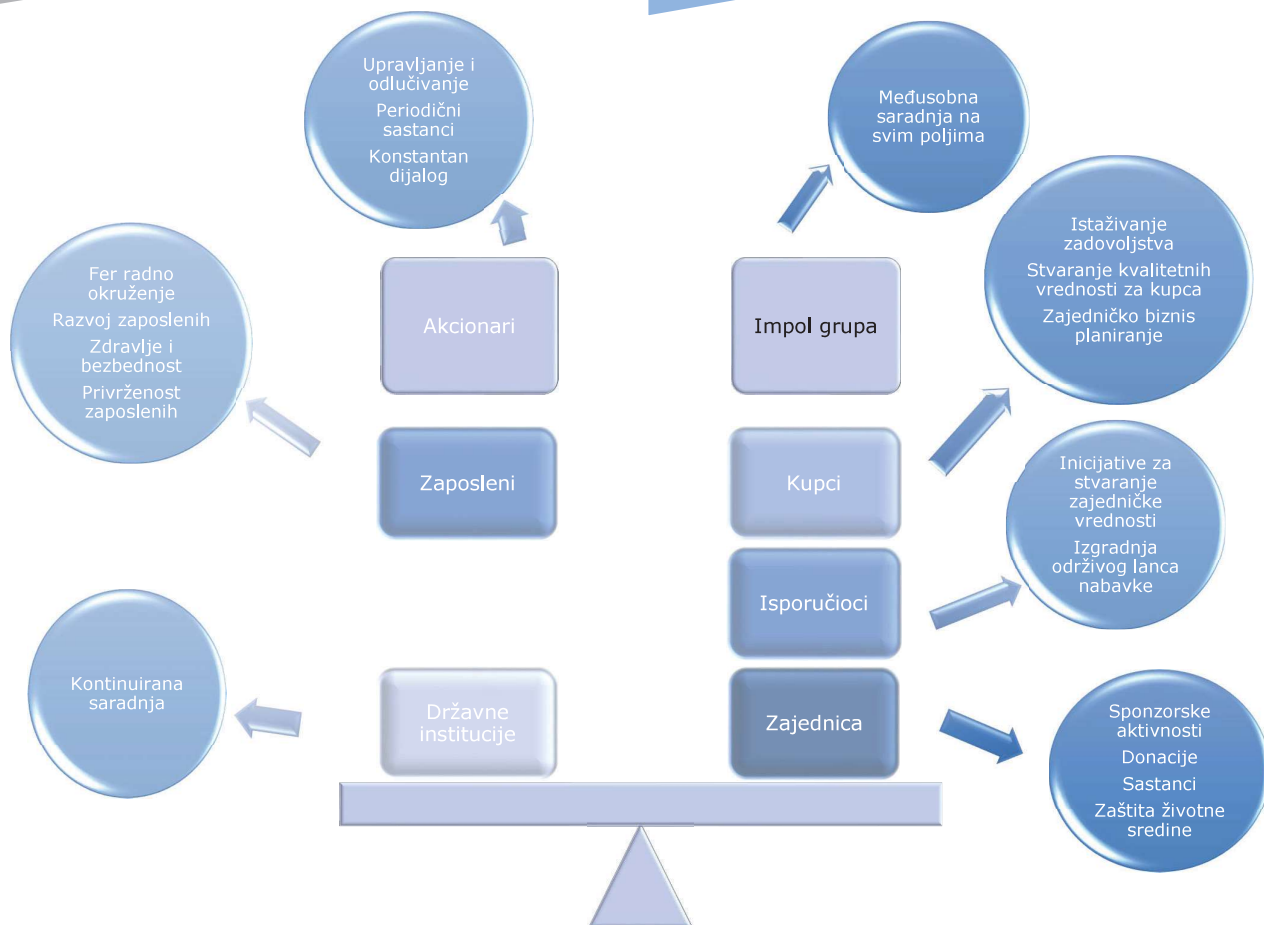 Upravljanje i
odlučivanje
Periodični
sastanci
Konstantan
dijalog
Međusobna
saradnja na
svim poljima
Istaživanje
zadovoljstva
Stvaranje kvalitetnih
vrednosti za kupca
Zajedničko biznis
planiranje
Fer radno
okruženje
Razvoj zaposlenih
Zdravlje i
bezbednost
Privrženost
zaposlenih
Akcionari
Impol grupa
Zaposleni
Kupci
Inicijative za
stvaranje
zajedničke
vrednosti
Izgradnja
održivog lanca
nabavke
Isporučioci
Kontinuirana
saradnja
Državne
institucije
Zajednica
Sponzorske
aktivnosti
Donacije
Sastanci
Zaštita životne
sredine